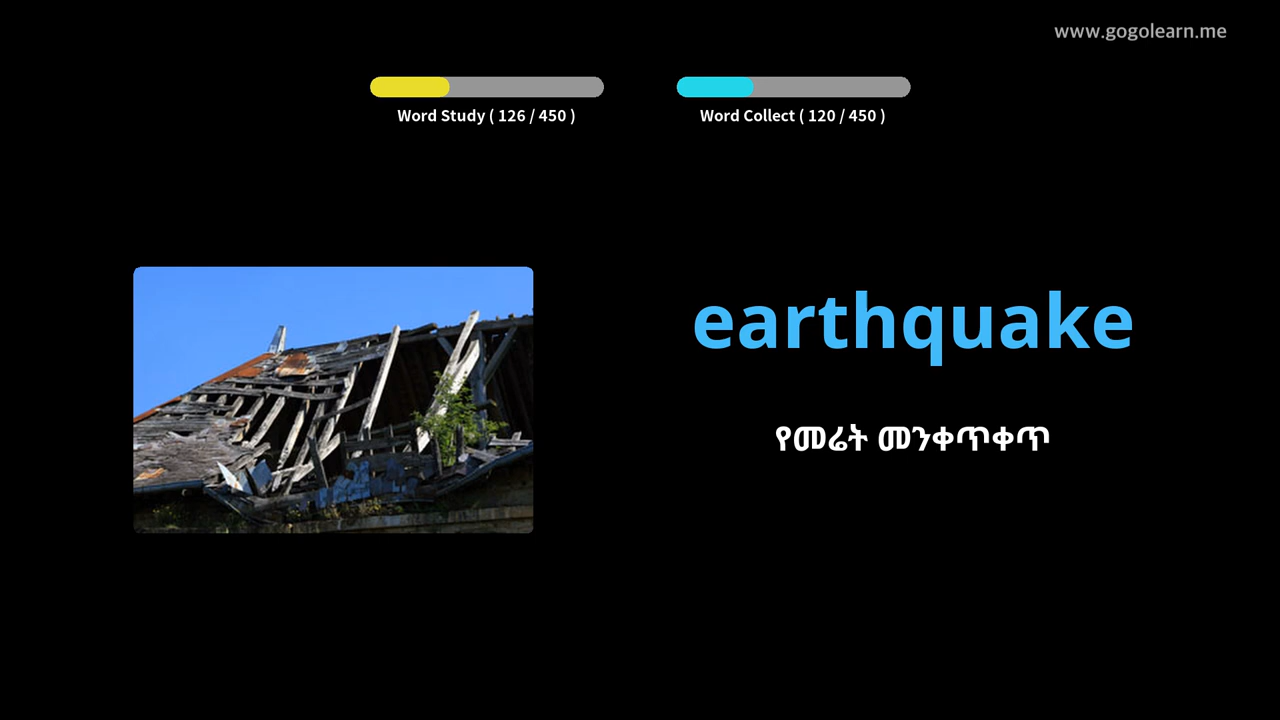 www.gogolearn.me
Word Study ( 126 / 450 )
Word Collect ( 120 / 450 )
earthquake
የመሬት መንቀጥቀጥ